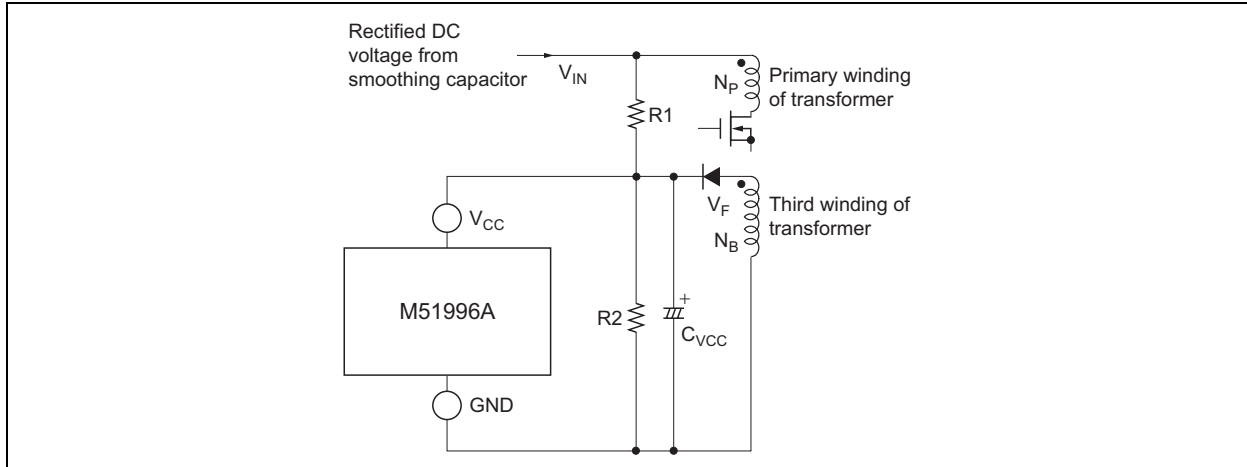 Rectified DC
voltage from
smoothing capacitor
V_IN
N_P
Primary winding
of transformer
R1
V_CC
V_F
Third winding of
transformer
N_B
M51996A
R2
+
C_VCC
GND